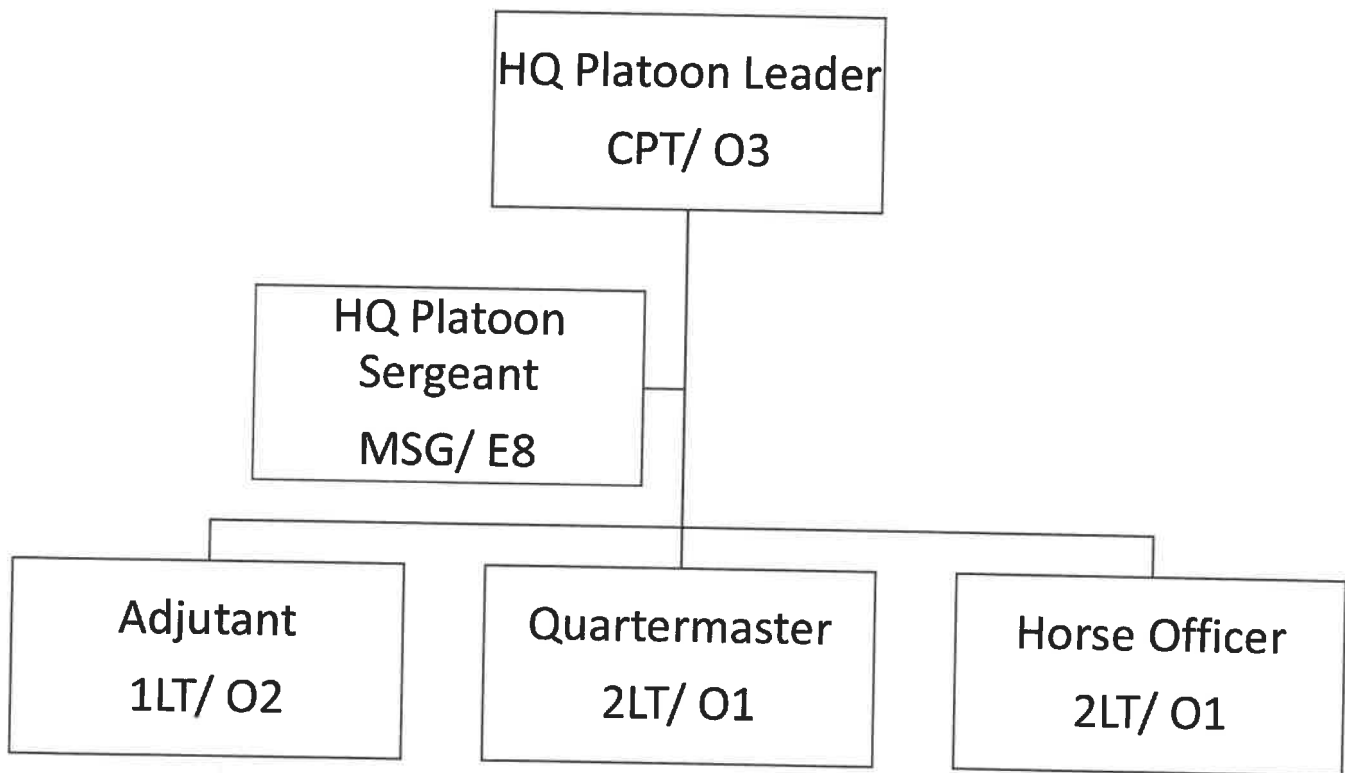 HQ Platoon Leader
CPT/ O3
HQ Platoon
Sergeant
MSG/ E8
Adjutant
1LT/ O2
Quartermaster
2LT/ O1
Horse Officer
2LT/ O1